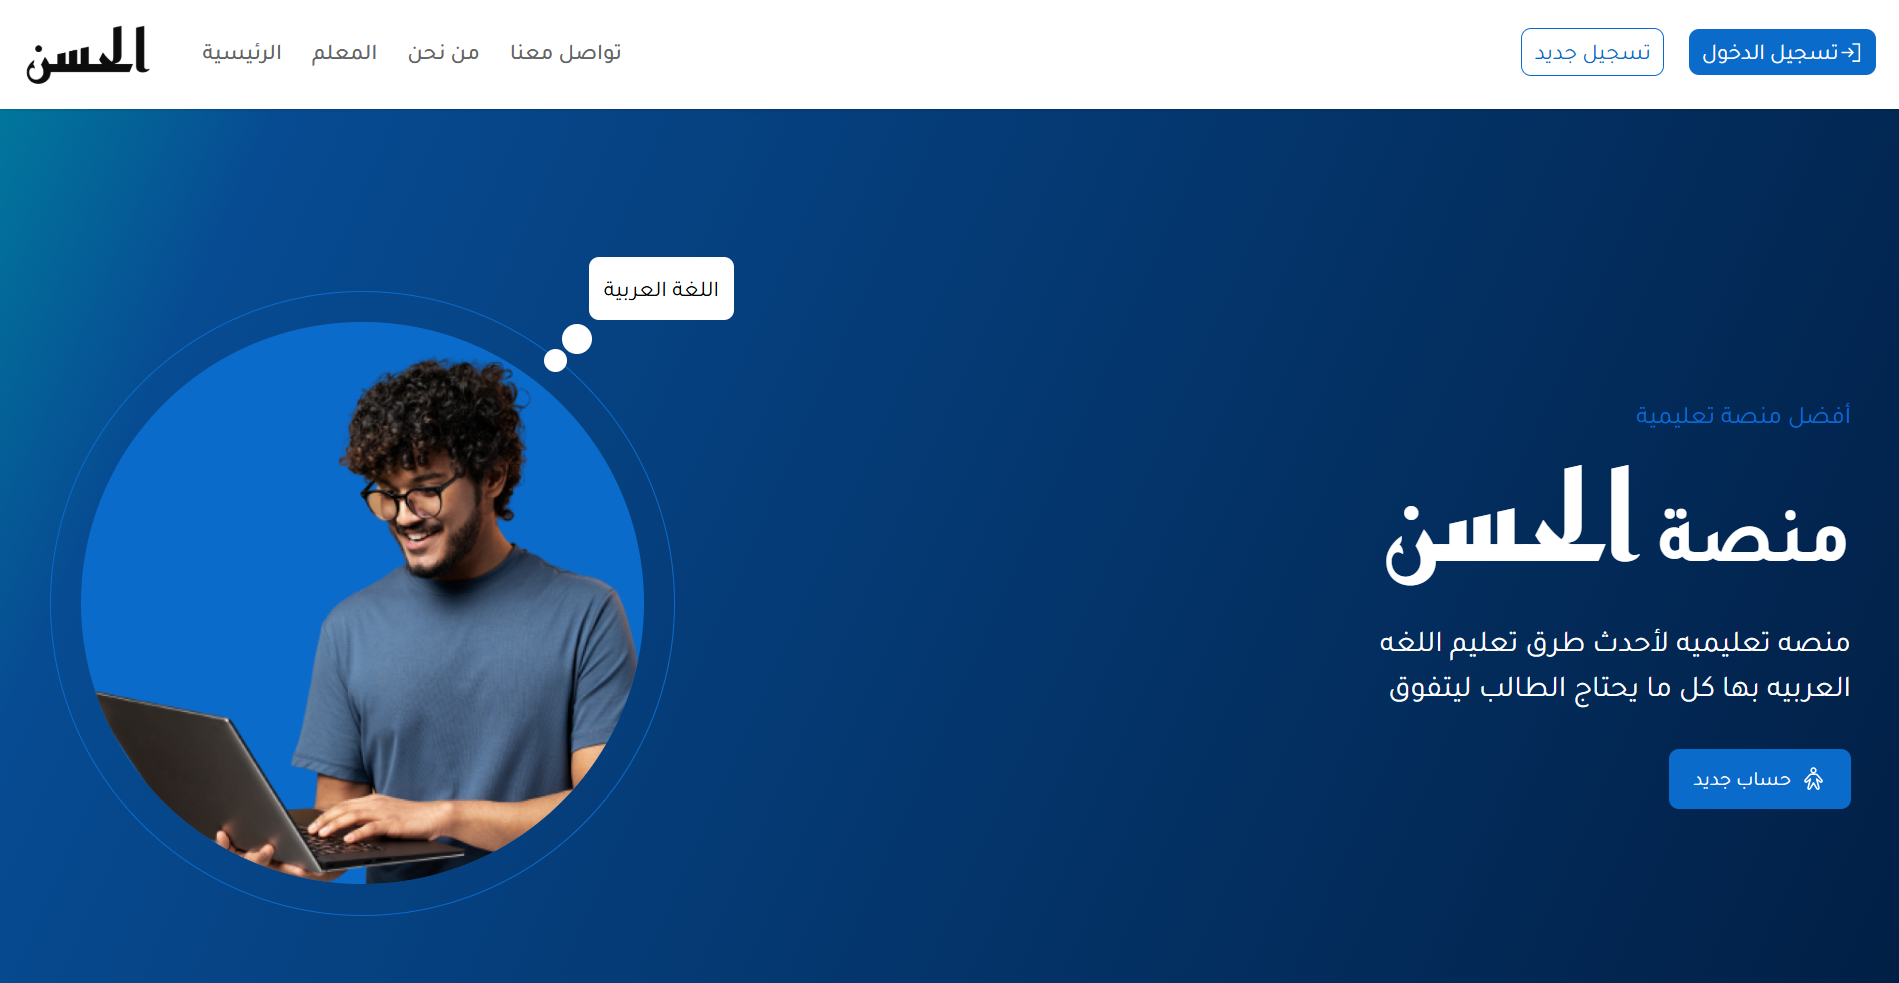 الحسن
الرئيسية
المعلم
من نحن
تواصل معنا
تسجيل جديد
تسجيل الدخول
اللغة العربية
أفضل منصة تعليمية
منصة الحسن
منصه تعليميه لأحدث طرق تعليم اللغه
العربيه بها كل ما يحتاج الطالب ليتفوق
حساب جديد